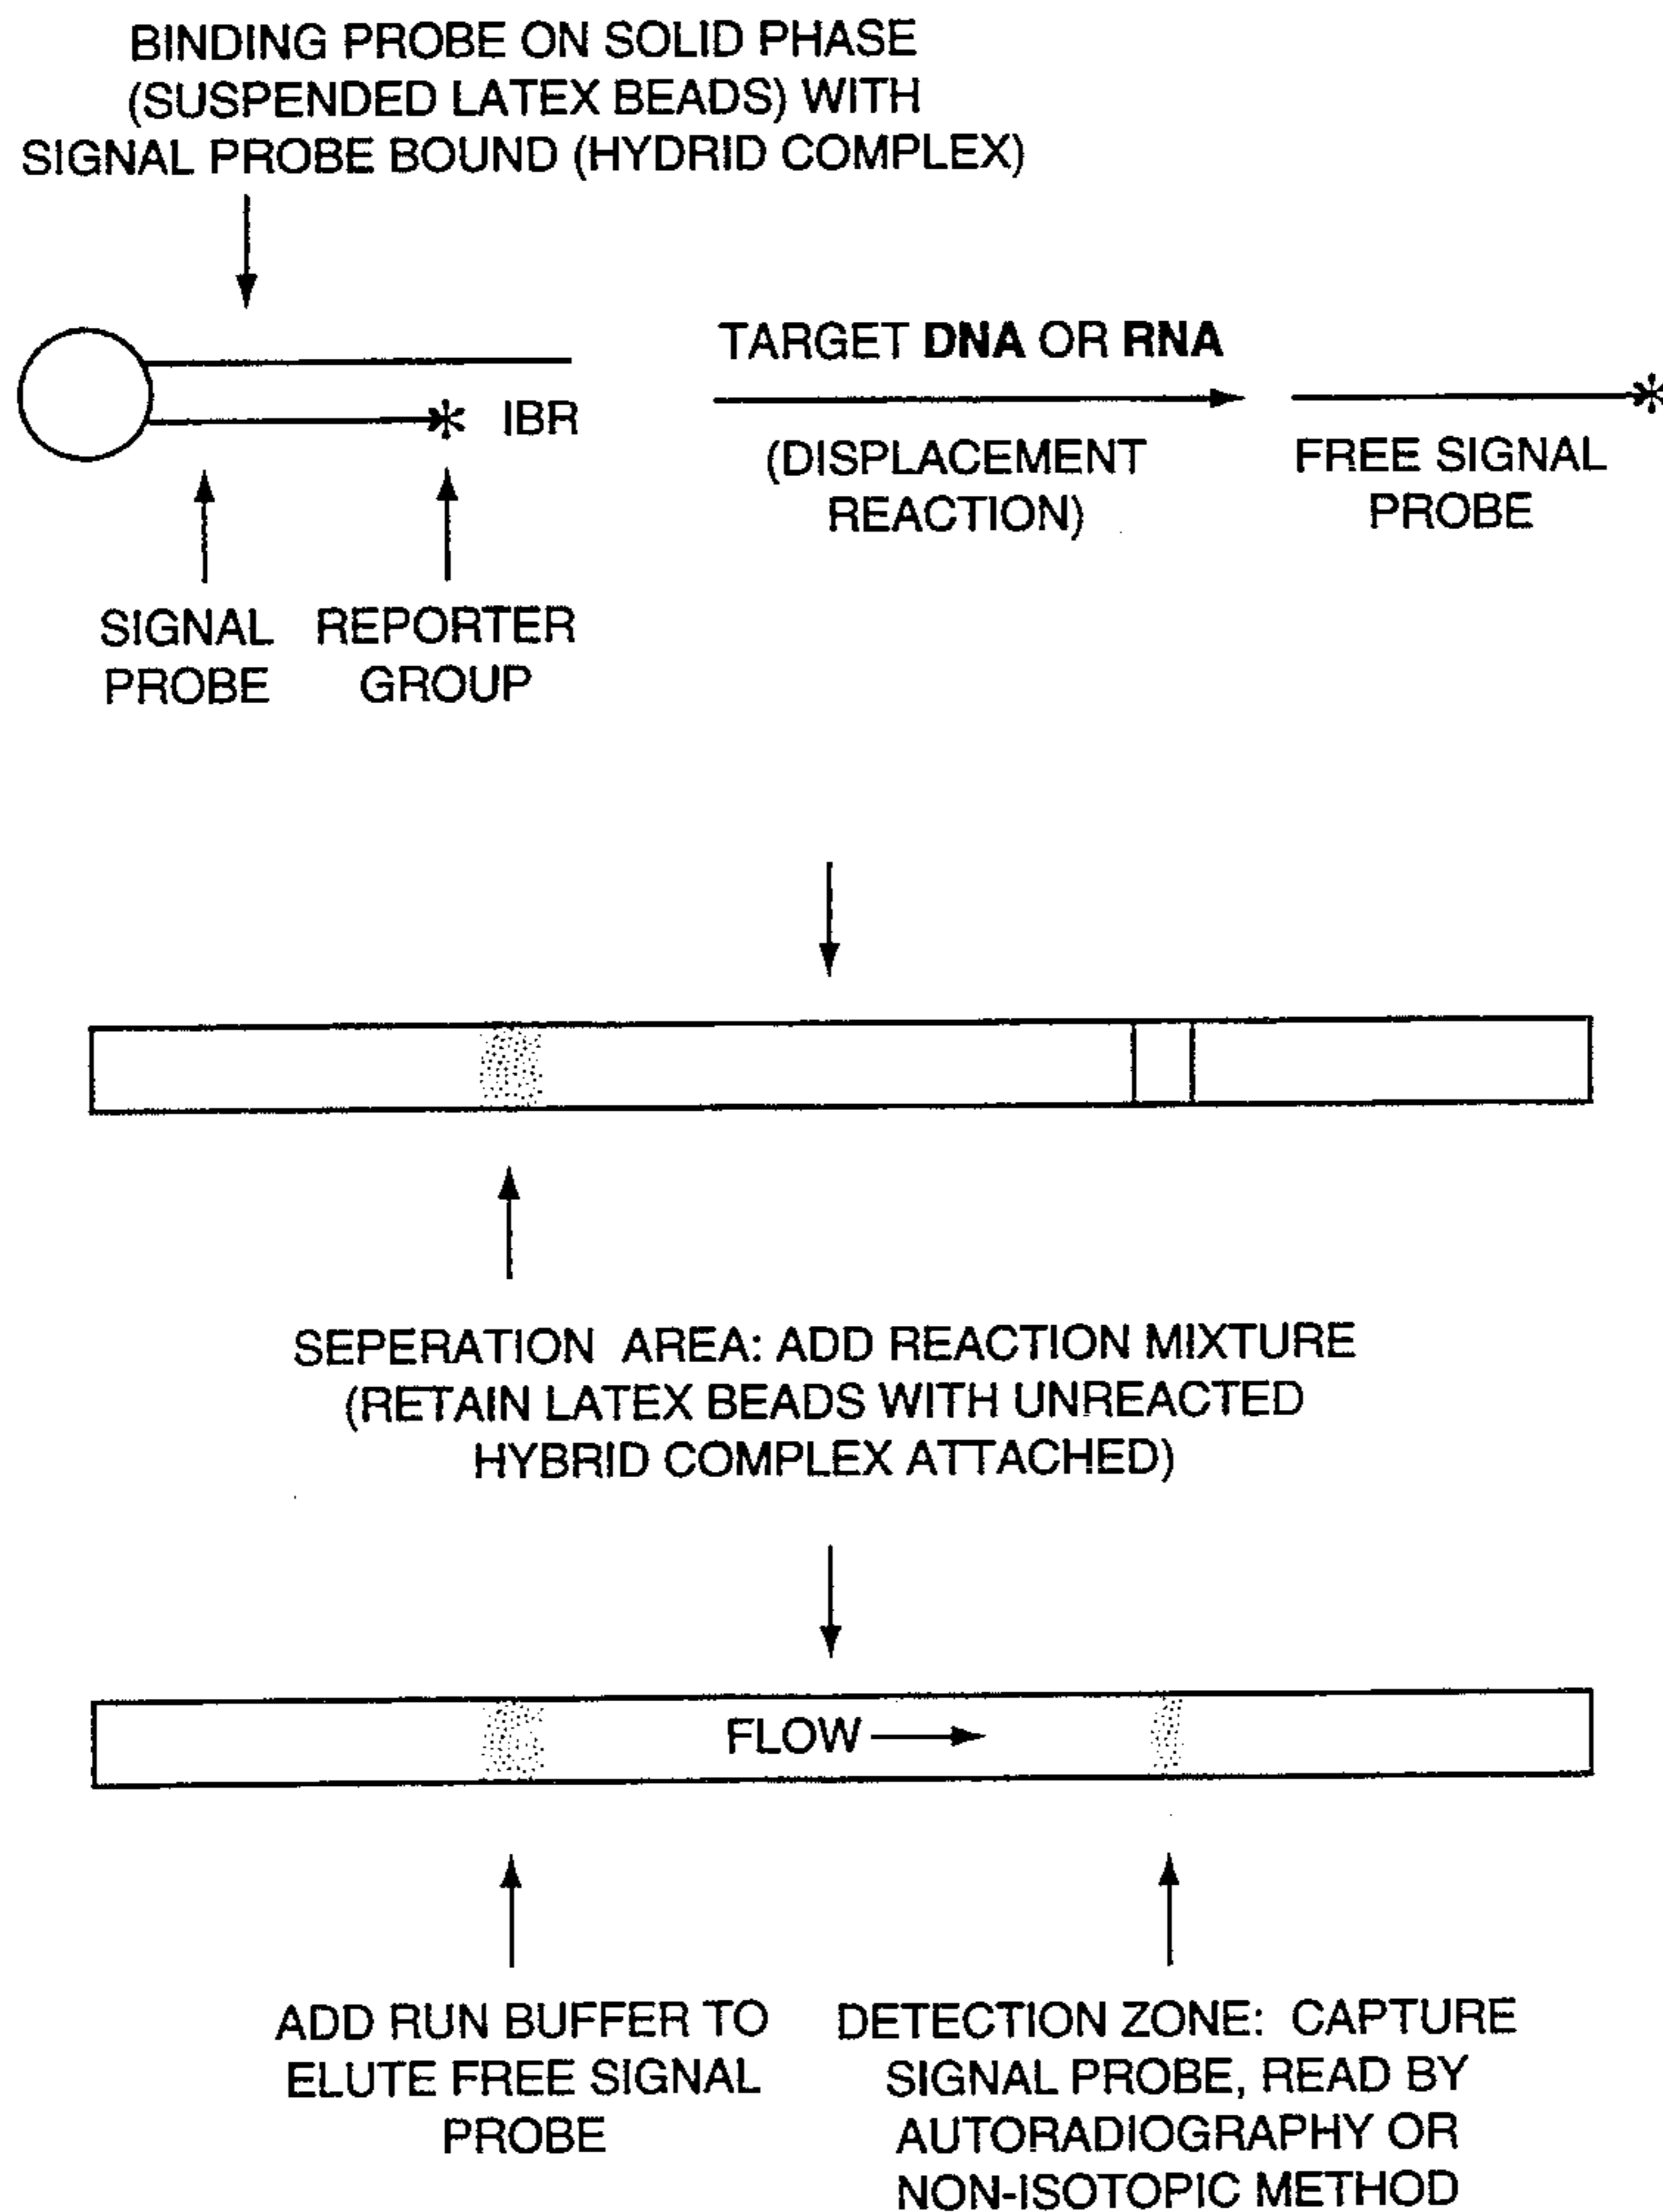 BINDING PROBE ON SOLID PHASE
(SUSPENDED LATEX BEADS) WITH
SIGNAL PROBE BOUND (HYDRID COMPLEX)
TARGET DNA OR RNA
* IBR
*
(DISPLACEMENT
REACTION)
FREE SIGNAL
PROBE
SIGNAL
PROBE
REPORTER
GROUP
SEPERATION AREA: ADD REACTION MIXTURE
(RETAIN LATEX BEADS WITH UNREACTED
HYBRID COMPLEX ATTACHED)
FLOW
ADD RUN BUFFER TO
ELUTE FREE SIGNAL
PROBE
DETECTION ZONE: CAPTURE
SIGNAL PROBE, READ BY
AUTORADIOGRAPHY OR
NON-ISOTOPIC METHOD